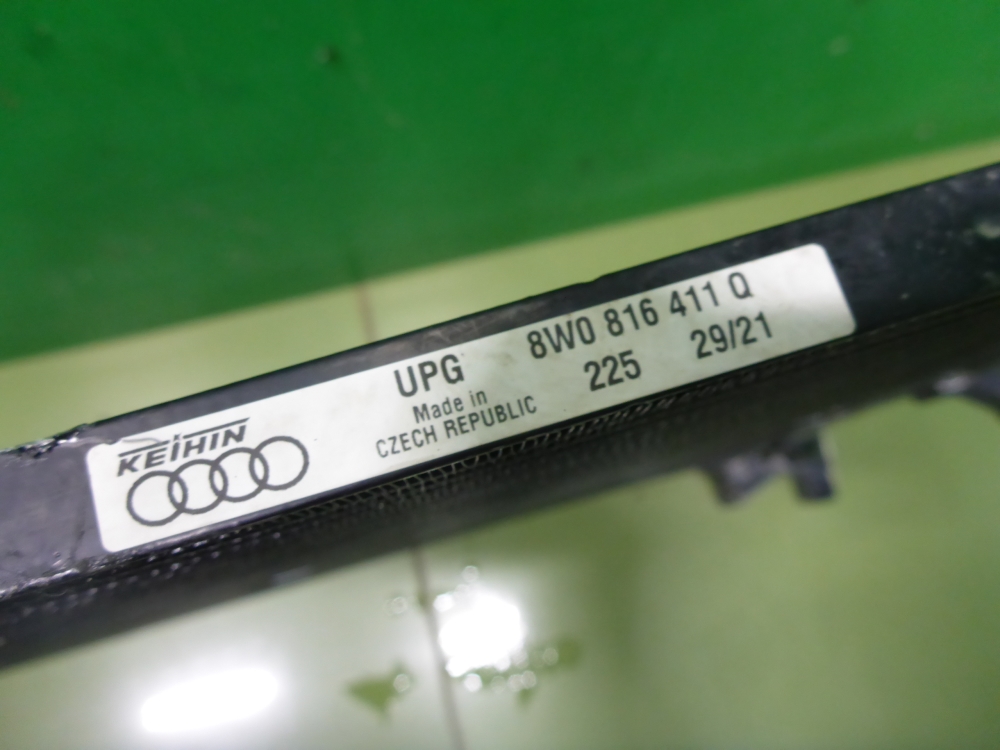 KEIHIN
UPG 8W0 816 411 Q
Made in 225 29/21
CZECH REPUBLIC